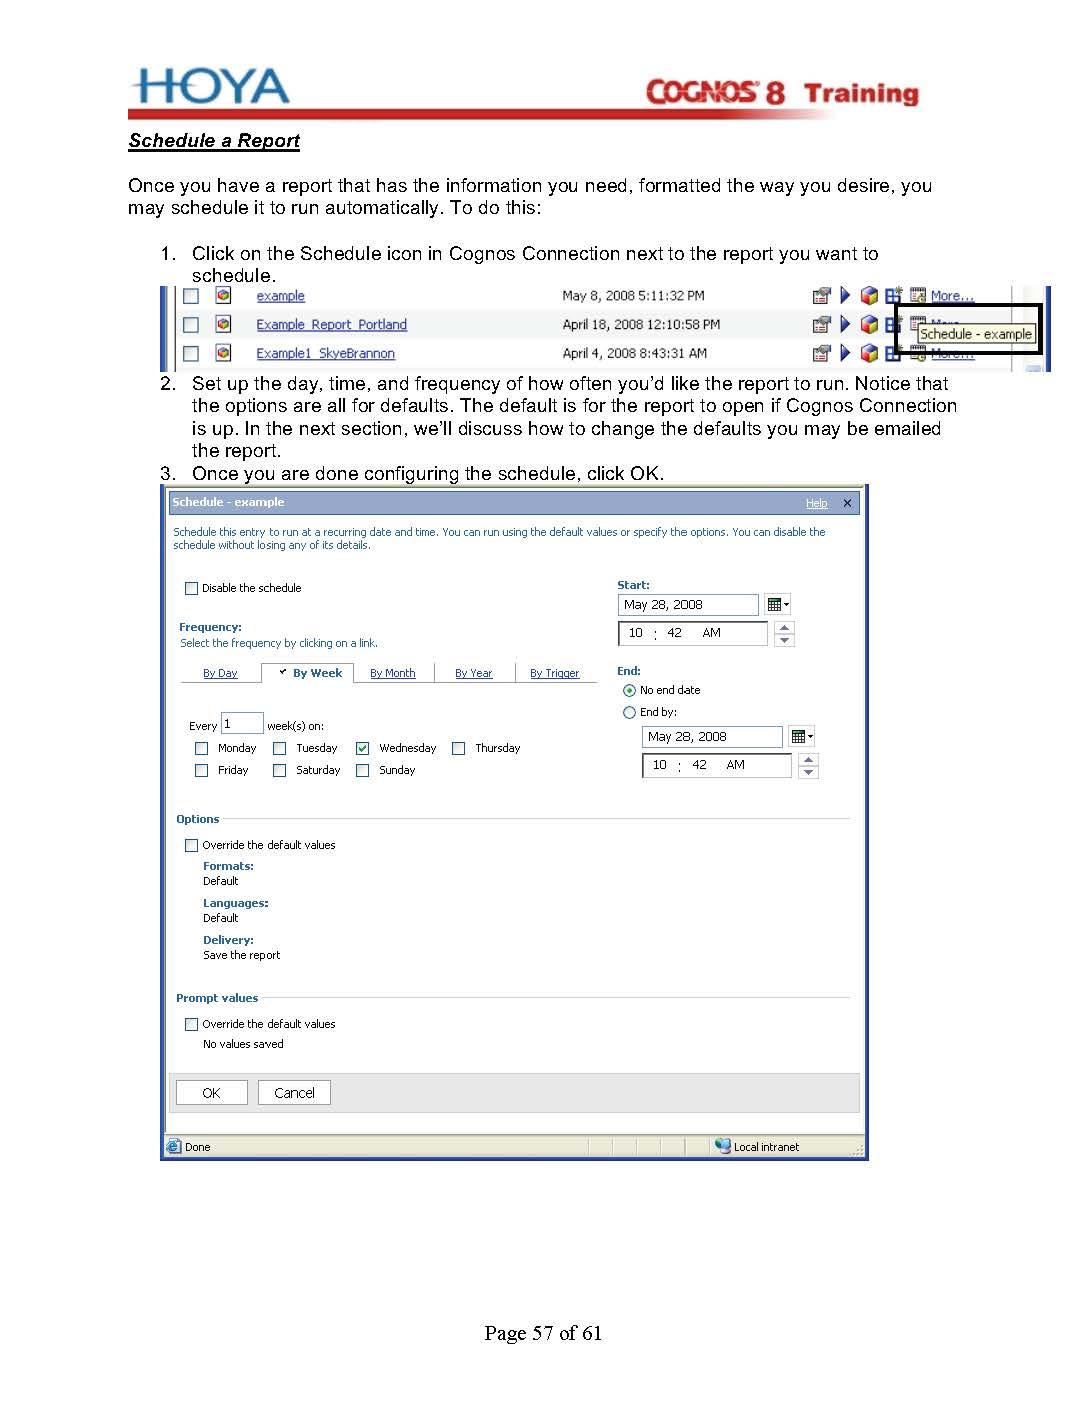 HOYA COGNOS 8 Training
Schedule a Report
Once you have a report that has the information you need, formatted the way you desire, you
may schedule it to run automatically. To do this:
1. Click on the Schedule icon in Cognos Connection next to the report you want to
schedule.
example May 8, 2008 5:11:32 PM More...
Example Report Portland April 18, 2008 12:10:58 PM
Schedule - example
Example1 SkyeBrannon April 4, 2008 8:43:31 AM More...
2. Set up the day, time, and frequency of how often you’d like the report to run. Notice that
the options are all for defaults. The default is for the report to open if Cognos Connection
is up. In the next section, we’ll discuss how to change the defaults you may be emailed
the report.
3. Once you are done configuring the schedule, click OK.
Schedule - example Help X
Schedule this entry to run at a recurring date and time. You can run using the default values or specify the options. You can disable the
schedule without losing any of its details.
Disable the schedule
Start:
May 28, 2008
10 : 42 AM
Frequency:
Select the frequency by clicking on a link.
By Day By Week By Month By Year By Trigger
Every 1 week(s) on:
Monday Tuesday Wednesday Thursday
Friday Saturday Sunday
End:
No end date
End by:
May 28, 2008
10 : 42 AM
Options
Override the default values
Formats:
Default
Languages:
Default
Delivery:
Save the report
Prompt values
Override the default values
No values saved
OK Cancel
Done Local intranet
Page 57 of 61